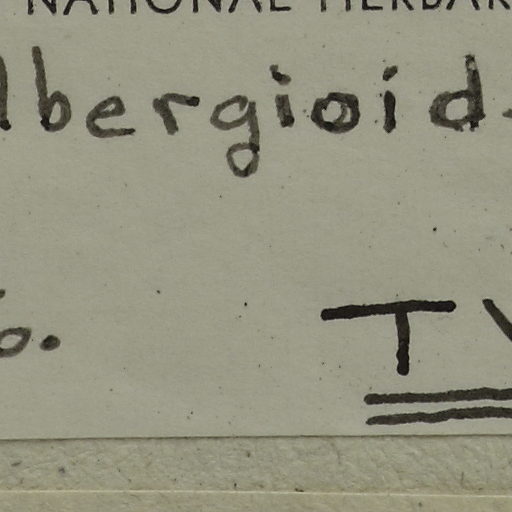 NATIONAL HERBAR
lbergioid
o.
TY